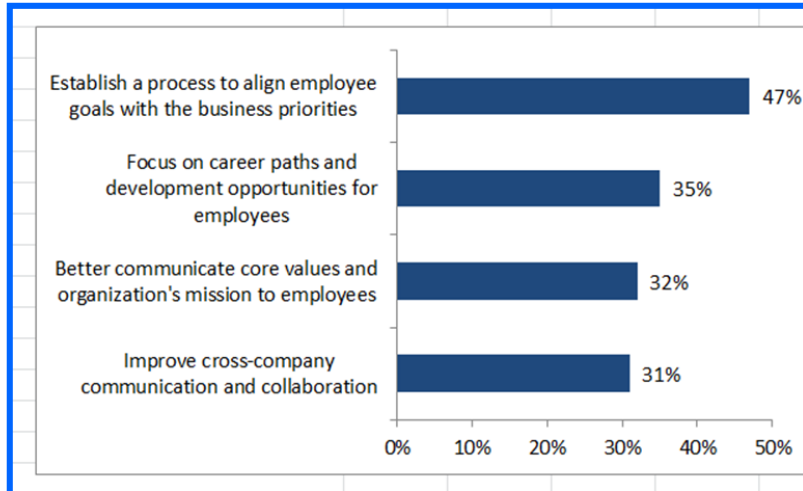 Establish a process to align employee
goals with the business priorities
47%
Focus on career paths and
development opportunities for
employees
35%
Better communicate core values and
organization's mission to employees
32%
Improve cross-company
communication and collaboration
31%
0% 10% 20% 30% 40% 50%